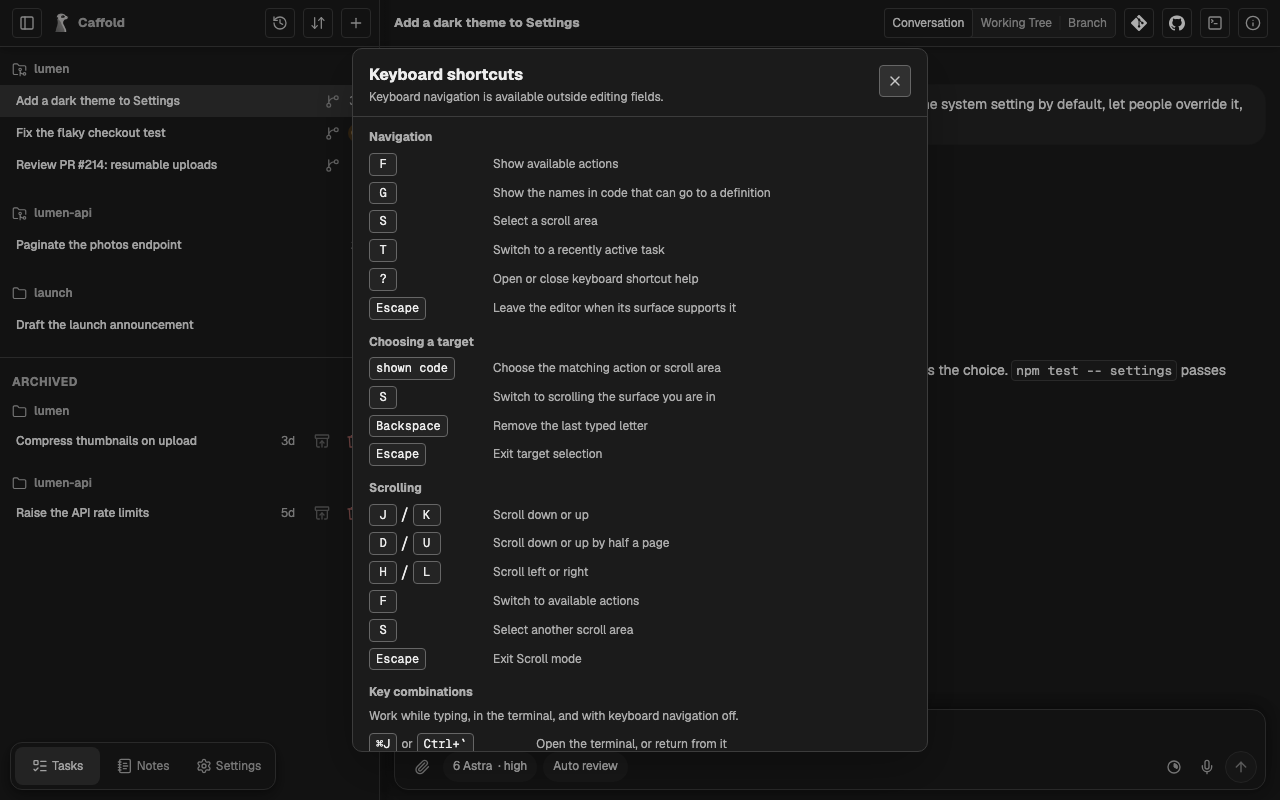 Caffold
Add a dark theme to Settings
Conversation
Working Tree
Branch
lumen
Add a dark theme to Settings
Fix the flaky checkout test
Review PR #214: resumable uploads
lumen-api
Paginate the photos endpoint
launch
Draft the launch announcement
ARCHIVED
lumen
Compress thumbnails on upload
3d
lumen-api
Raise the API rate limits
5d
Tasks
Notes
Settings
Keyboard shortcuts
Keyboard navigation is available outside editing fields.
Navigation
F Show available actions
G Show the names in code that can go to a definition
S Select a scroll area
T Switch to a recently active task
? Open or close keyboard shortcut help
Escape Leave the editor when its surface supports it
Choosing a target
shown code Choose the matching action or scroll area
S Switch to scrolling the surface you are in
Backspace Remove the last typed letter
Escape Exit target selection
Scrolling
J / K Scroll down or up
D / U Scroll down or up by half a page
H / L Scroll left or right
F Switch to available actions
S Select another scroll area
Escape Exit Scroll mode
Key combinations
Work while typing, in the terminal, and with keyboard navigation off.
⌘J or Ctrl+` Open the terminal, or return from it
system setting by default, let people override it,
the choice. npm test -- settings passes
6 Astra · high
Auto review